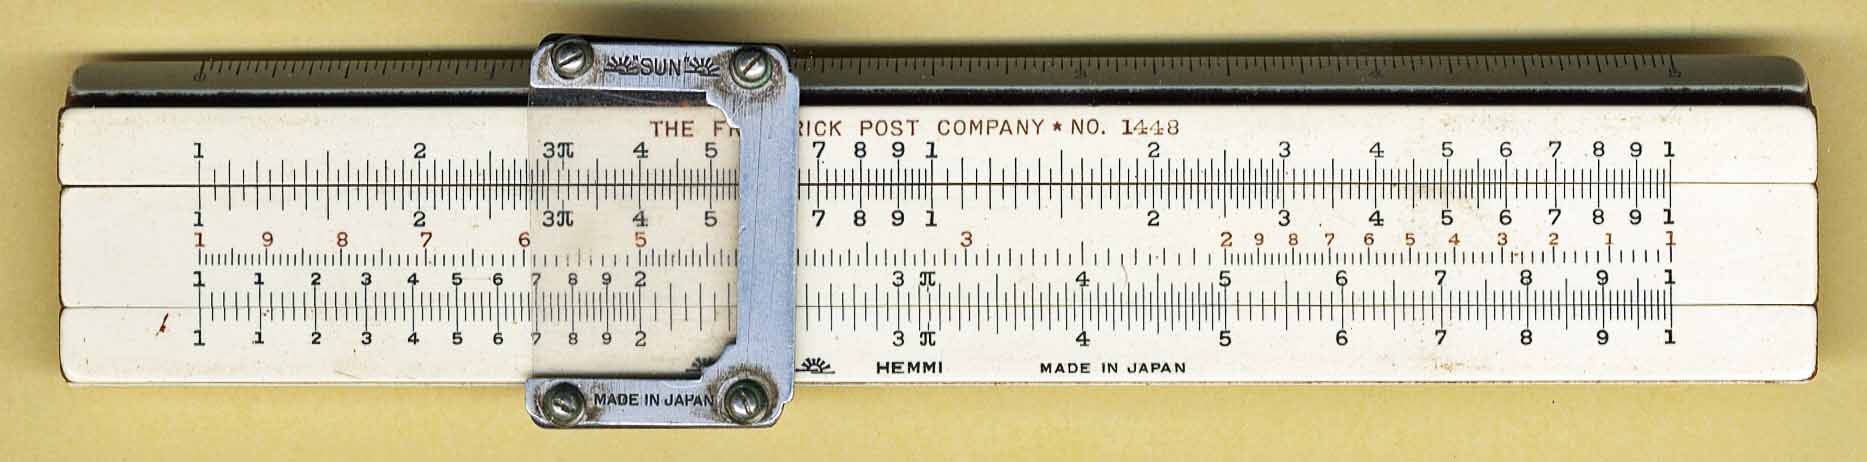 "SUN"
THE FR RICK POST COMPANY ★ NO. 1448
1 2 3 π 4 5 7 8 9 1 2 3 4 5 6 7 8 9 1
1 2 3 π 4 5 7 8 9 1 2 3 4 5 6 7 8 9 1
1 9 8 7 6 5 3 2 9 8 7 6 5 4 3 2 1 1
1 1 2 3 4 5 6 7 8 9 2 3 π 4 5 6 7 8 9 1
1 1 2 3 4 5 6 7 8 9 2 3 π 4 5 6 7 8 9 1
HEMMI MADE IN JAPAN
MADE IN JAPAN